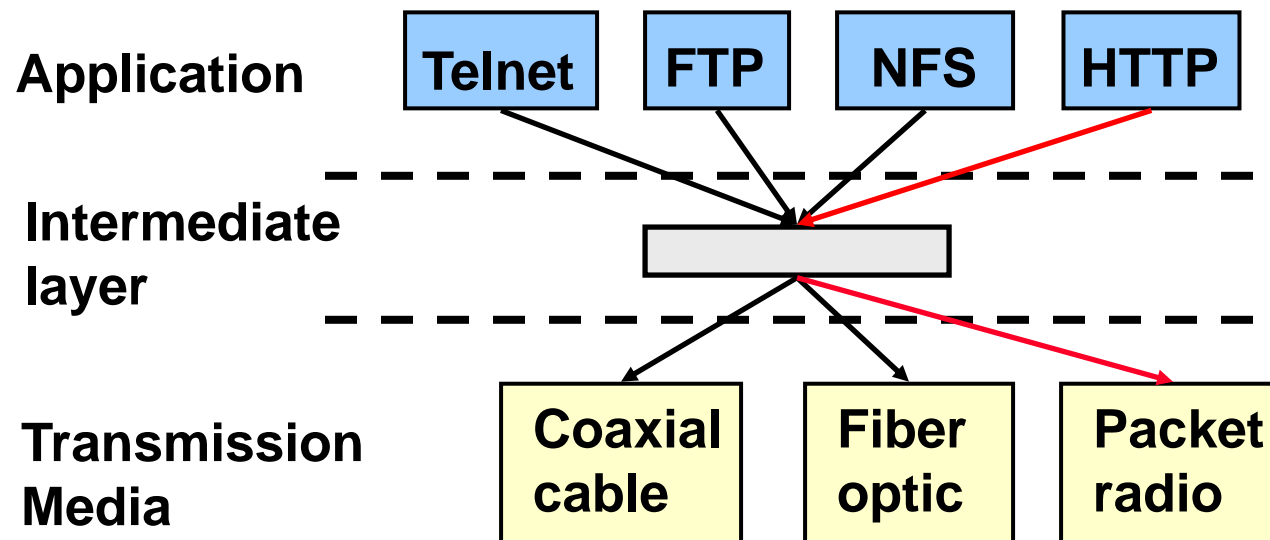 Application
Telnet
FTP
NFS
HTTP
Intermediate
layer
Transmission
Media
Coaxial
cable
Fiber
optic
Packet
radio